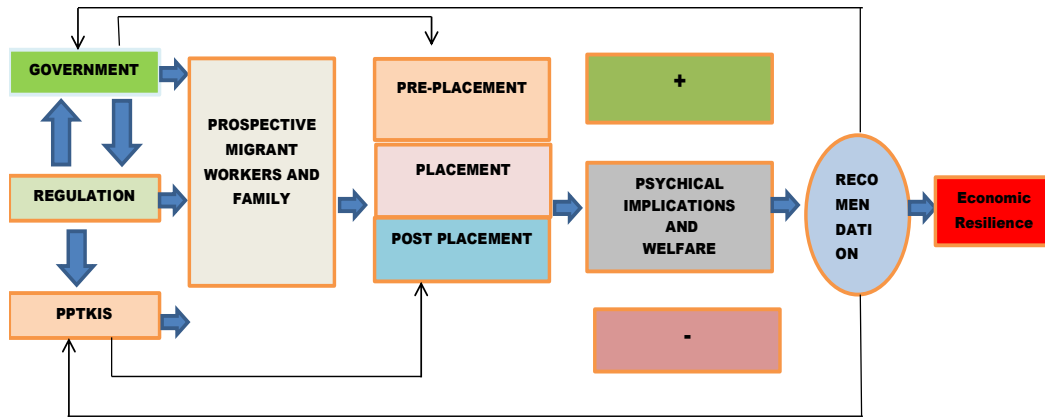 GOVERNMENT
REGULATION
PPTKIS
PROSPECTIVE
MIGRANT
WORKERS AND
FAMILY
PRE-PLACEMENT
PLACEMENT
POST PLACEMENT
+
PSYCHICAL
IMPLICATIONS
AND
WELFARE
-
RECO
MEN
DATI
ON
Economic
Resilience